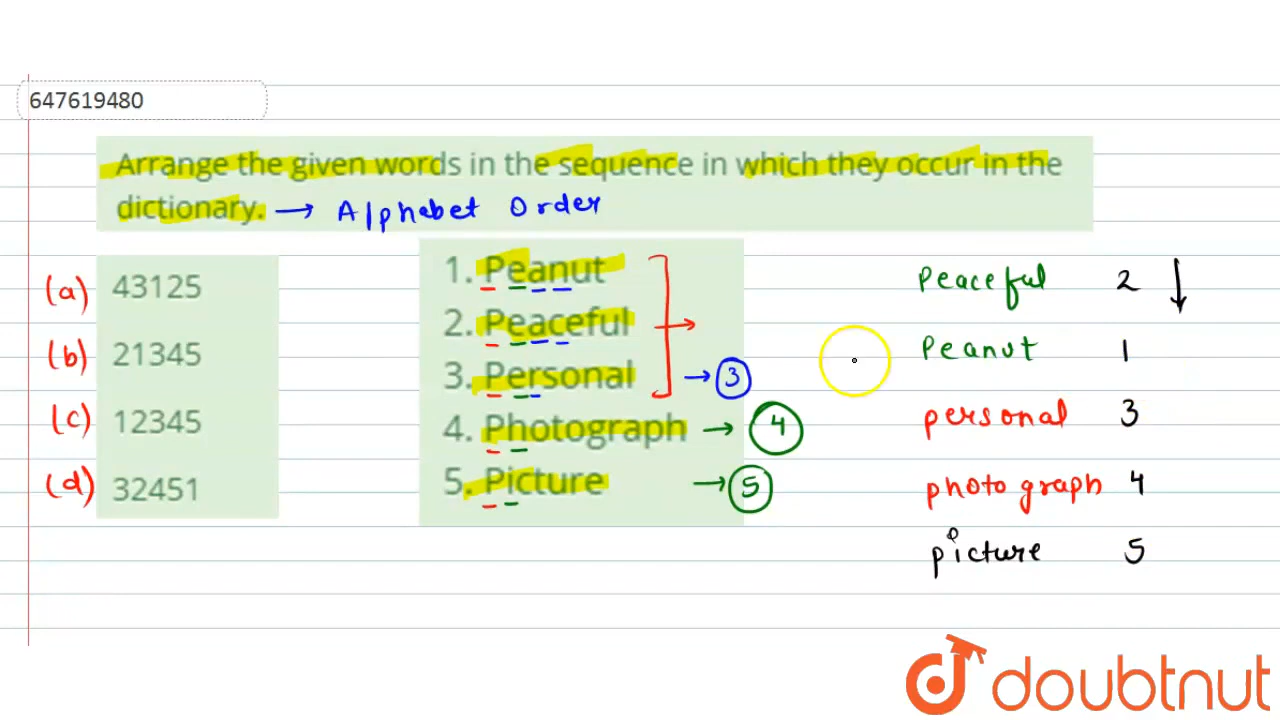 647619480
Arrange the given words in the sequence in which they occur in the
dictionary. → Alphabet Order
(a) 43125
(b) 21345
(c) 12345
(d) 32451
1. Peanut
2. Peaceful
3. Personal → 3
4. Photograph → 4
5. Picture → 5
Peaceful 2
Peanut 1
personal 3
photograph 4
picture 5
doubtnut